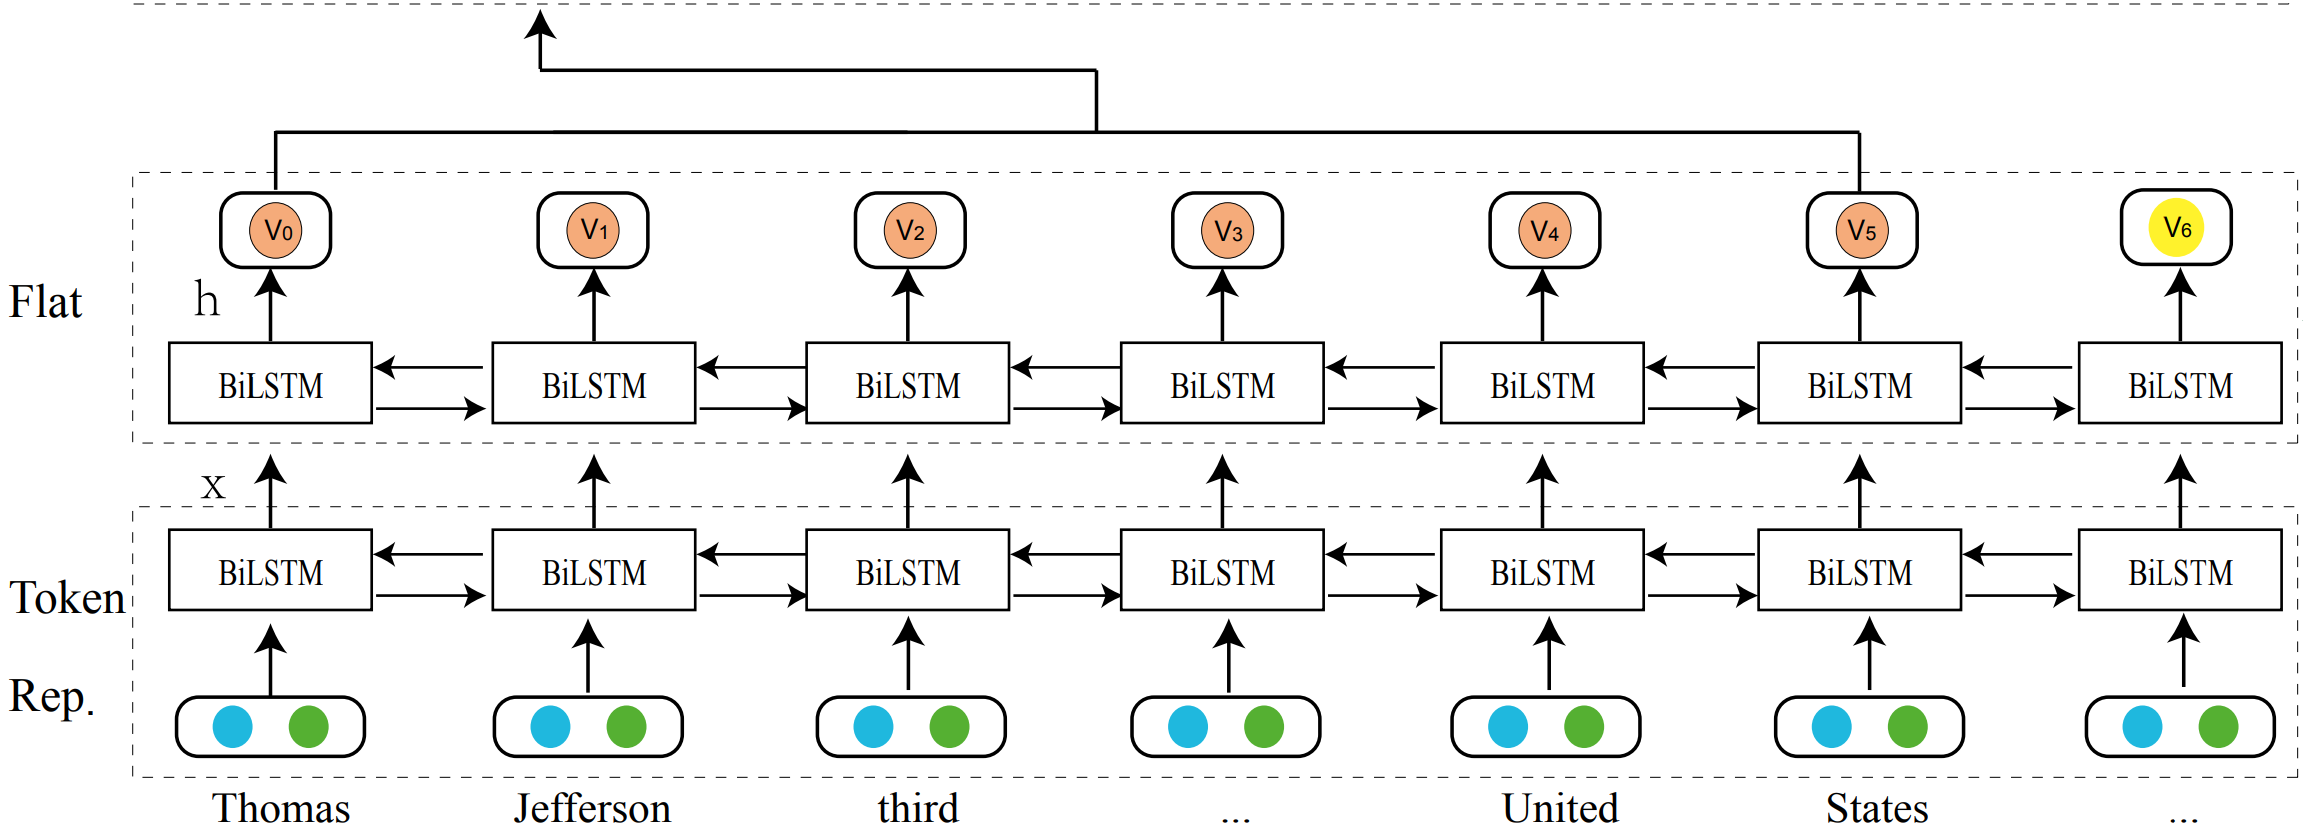 V0 V1 V2 V3 V4 V5 V6
Flat
h
BiLSTM BiLSTM BiLSTM BiLSTM BiLSTM BiLSTM BiLSTM
x
BiLSTM BiLSTM BiLSTM BiLSTM BiLSTM BiLSTM BiLSTM
Token
Rep.
Thomas Jefferson third ... United States ...